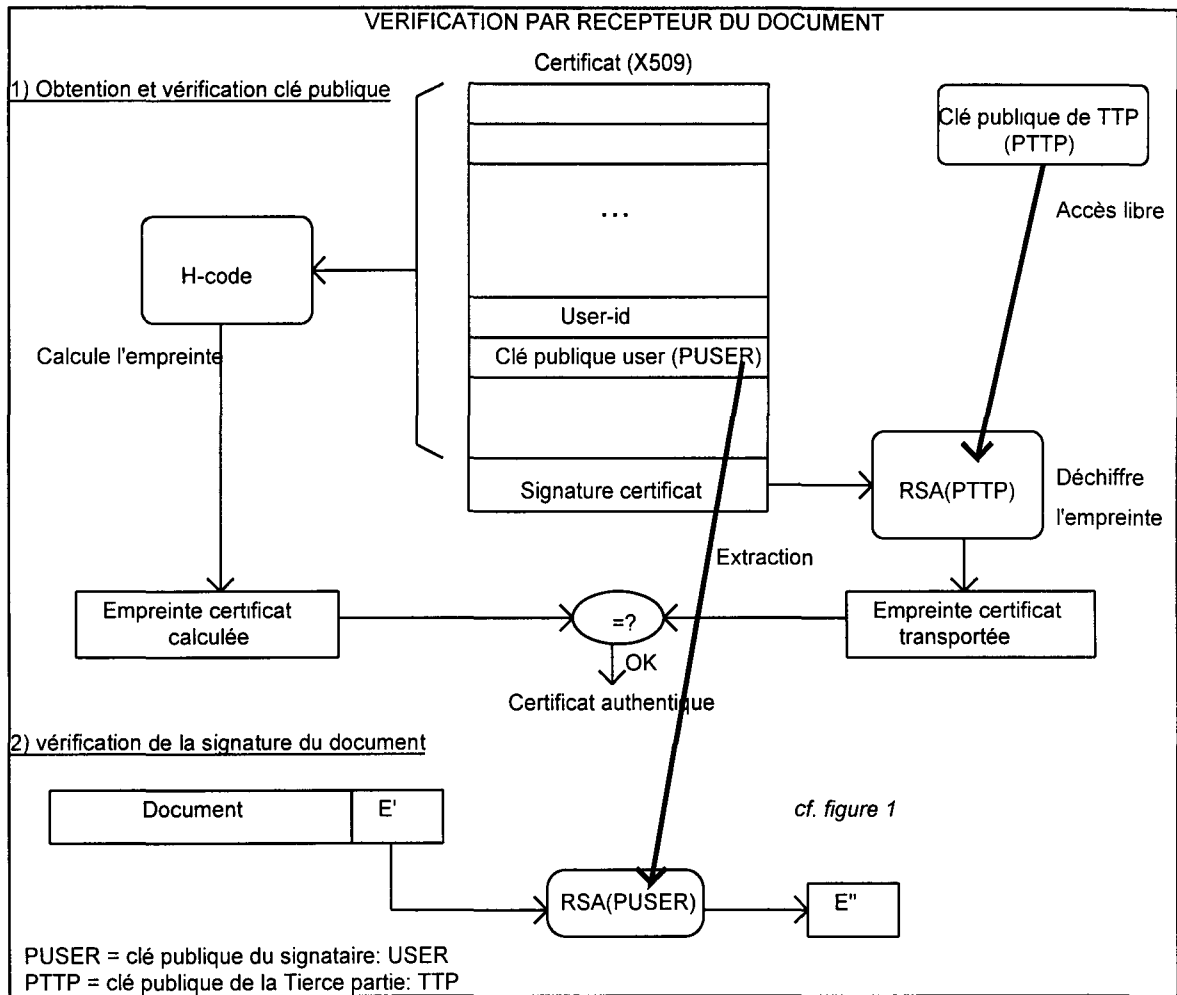 VERIFICATION PAR RECEPTEUR DU DOCUMENT
Certificat (X509)
1) Obtention et vérification clé publique
Clé publique de TTP
(PTTP)
Accès libre
...
H-code
User-id
Calcule l'empreinte
Clé publique user (PUSER)
Signature certificat
RSA(PTTP)
Déchiffre
l'empreinte
Extraction
Empreinte certificat
calculée
=?
Empreinte certificat
transportée
OK
Certificat authentique
2) vérification de la signature du document
Document
E'
cf. figure 1
RSA(PUSER)
E"
PUSER = clé publique du signataire: USER
PTTP = clé publique de la Tierce partie: TTP